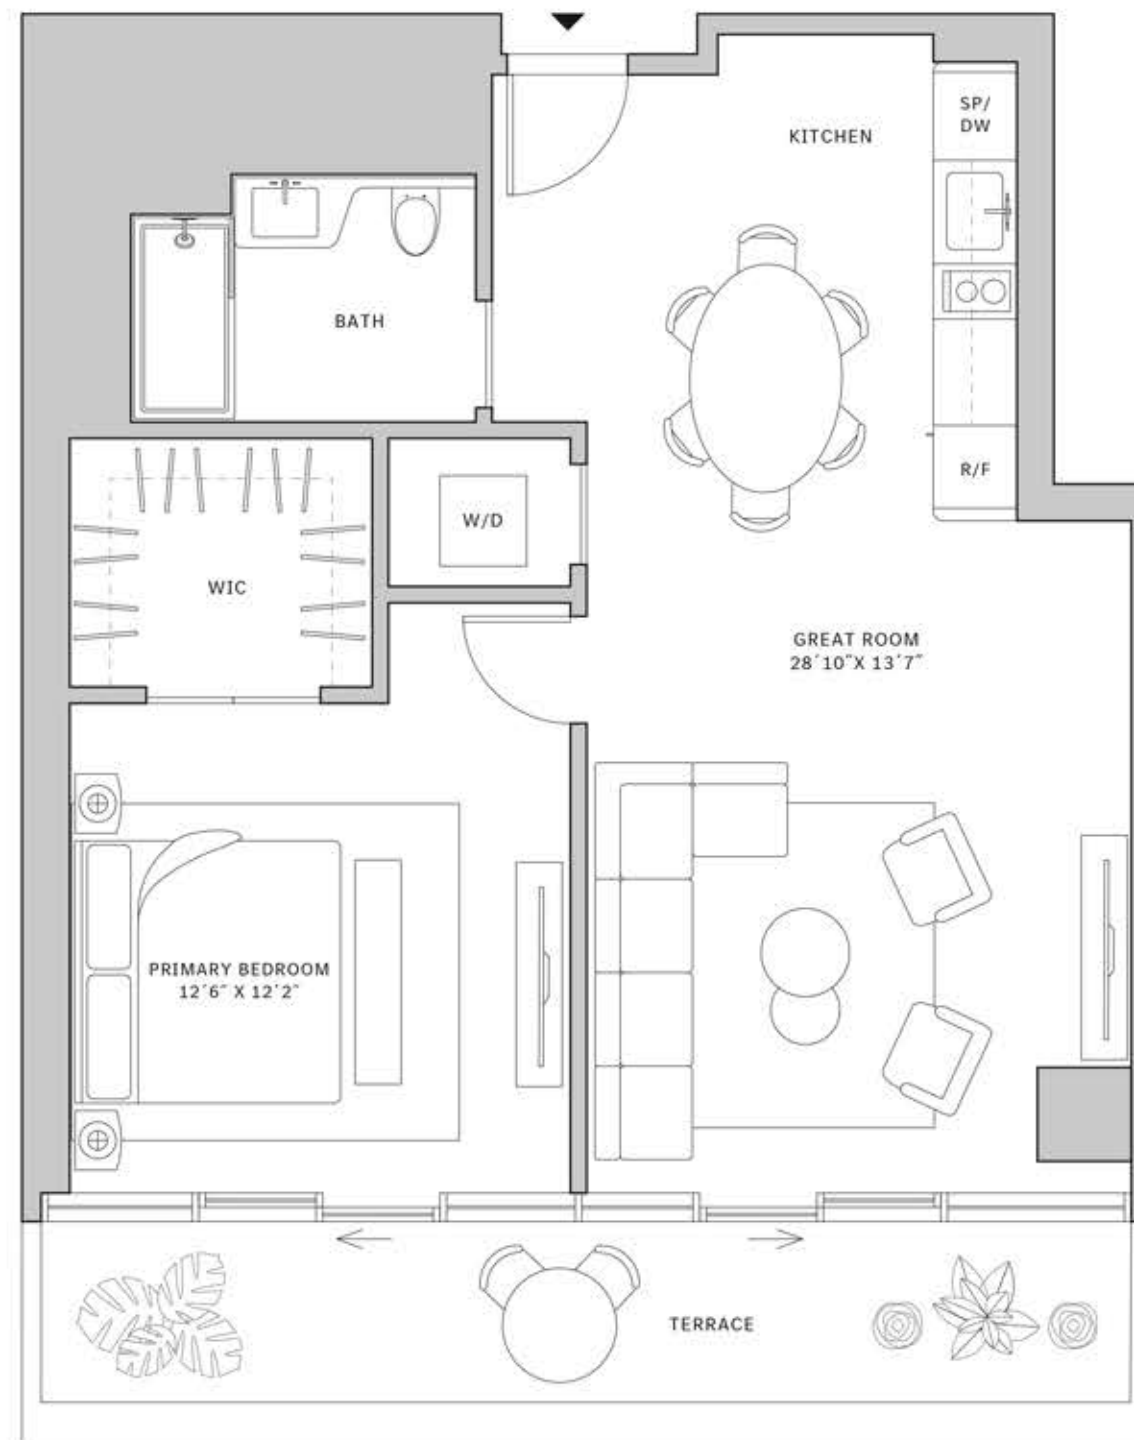 SP/
DW
KITCHEN
BATH
R/F
W/D
WIC
GREAT ROOM
28´10˝X 13´7˝
PRIMARY BEDROOM
12´6˝ X 12´2˝
TERRACE